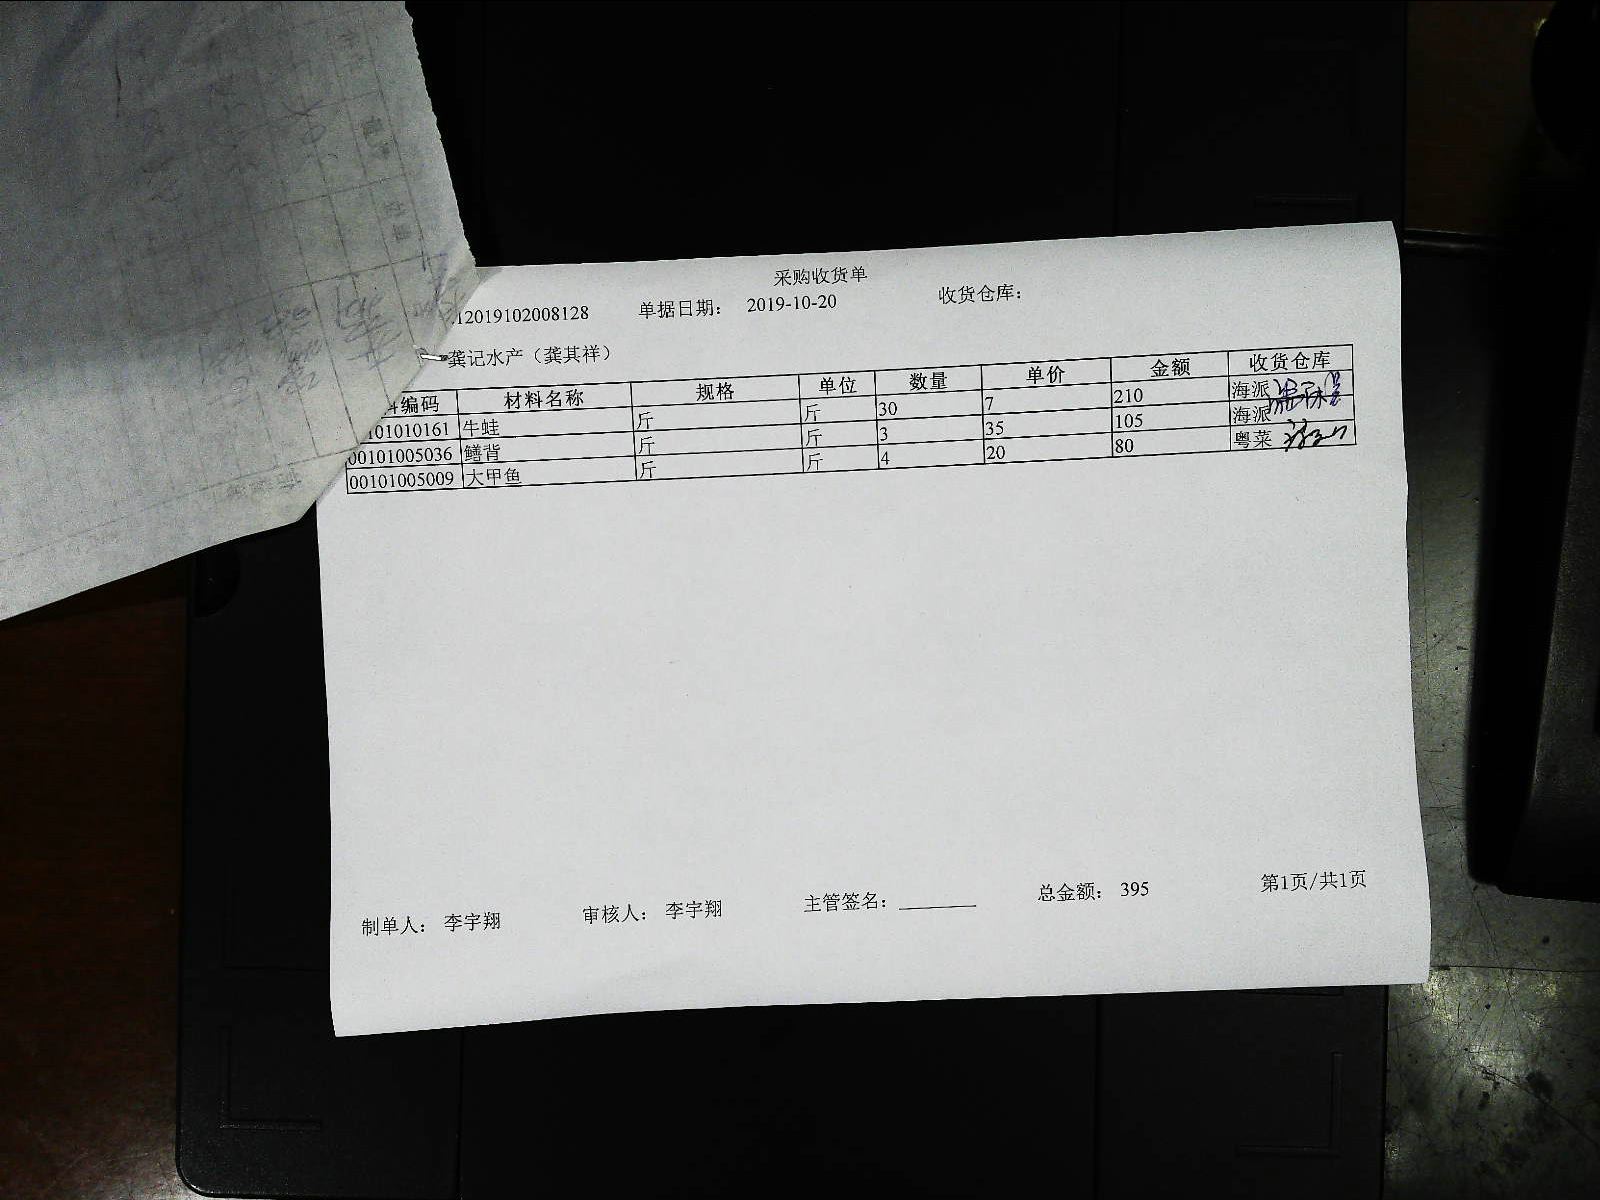 采购收货单
12019102008128 单据日期： 2019-10-20 收货仓库：
龚记水产（龚其祥）
编码 材料名称 规格 单位 数量 单价 金额 收货仓库
101010161 牛蛙 斤 斤 30 7 210 海派
00101005036 鳝背 斤 斤 3 35 105 海派
00101005009 大甲鱼 斤 斤 4 20 80 粤菜
制单人： 李宇翔 审核人： 李宇翔 主管签名： 总金额： 395 第1页/共1页